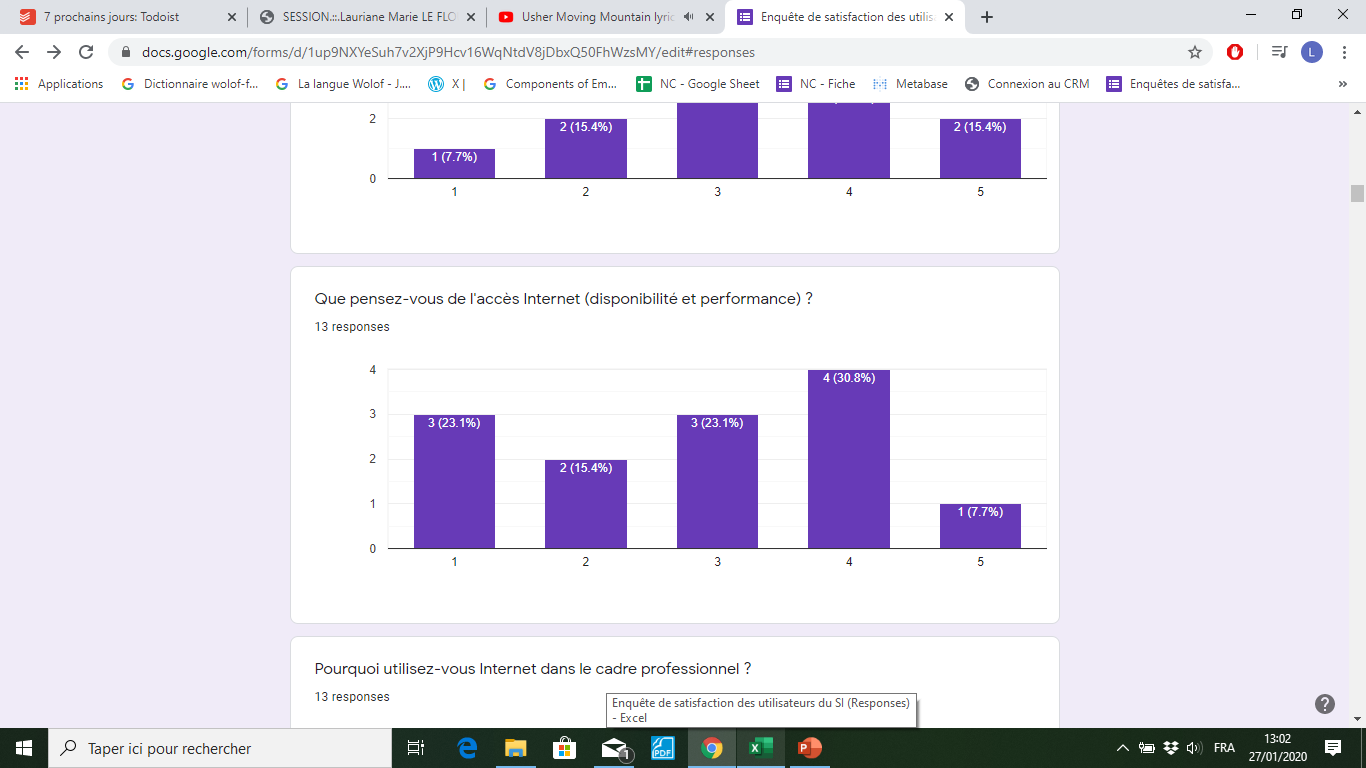 7 prochains jours: Todoist
SESSION.::.Lauriane Marie LE FLO
Usher Moving Mountain lyric
Enquête de satisfaction des utilis
docs.google.com/forms/d/1up9NXYeSuh7v2XjP9Hcv16WqNtdV8jDbxQ50FhWzsMY/edit#responses
L
Applications
Dictionnaire wolof-f...
La langue Wolof - J....
X |
Components of Em...
NC - Google Sheet
NC - Fiche
Metabase
Connexion au CRM
Enquêtes de satisfa...
»
2
2 (15.4%)
2 (15.4%)
1 (7.7%)
0
1 2 3 4 5
Que pensez-vous de l'accès Internet (disponibilité et performance) ?
13 responses
4
4 (30.8%)
3
3 (23.1%)
3 (23.1%)
2
2 (15.4%)
1
1 (7.7%)
0
1 2 3 4 5
Pourquoi utilisez-vous Internet dans le cadre professionnel ?
13 responses
Enquête de satisfaction des utilisateurs du SI (Responses)
- Excel
Taper ici pour rechercher
1
PDF
FRA
13:02
27/01/2020